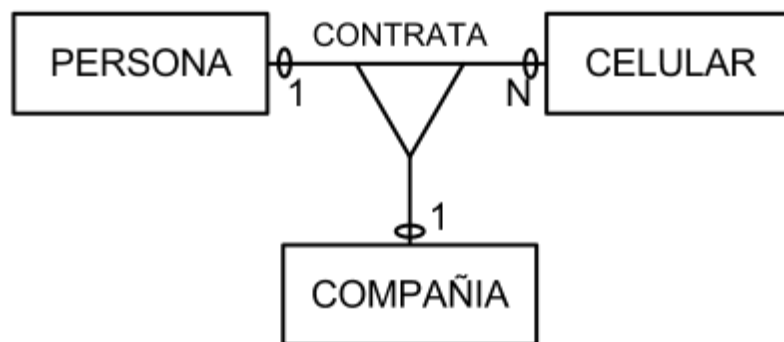 CONTRATA
PERSONA
CELULAR
1
N
1
COMPAÑIA